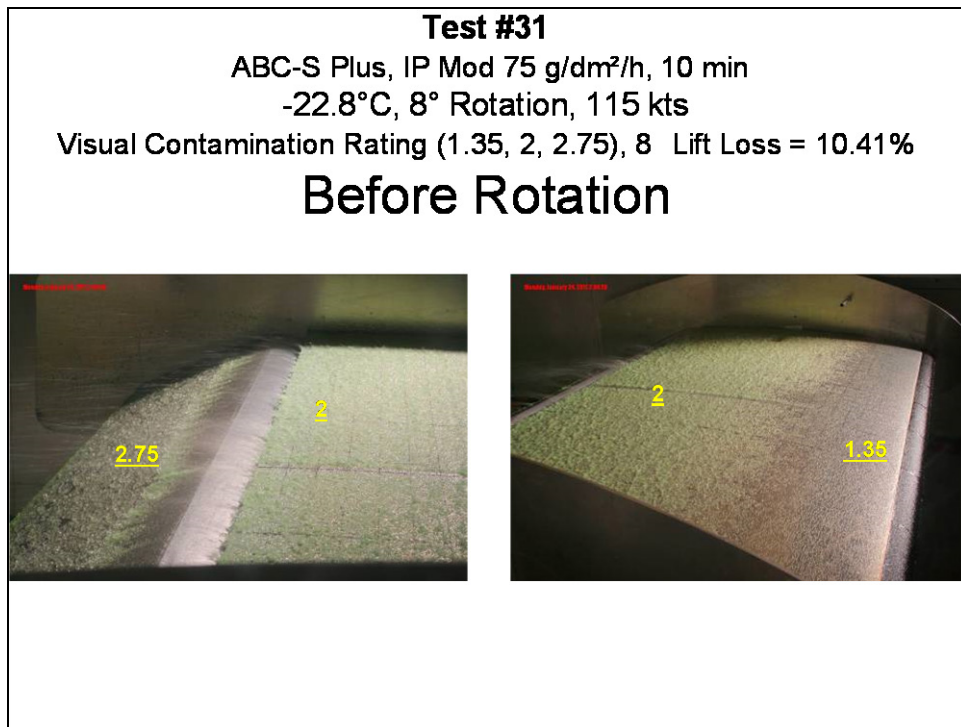 Test #31
ABC-S Plus, IP Mod 75 g/dm²/h, 10 min
-22.8°C, 8° Rotation, 115 kts
Visual Contamination Rating (1.35, 2, 2.75), 8 Lift Loss = 10.41%
Before Rotation
2
2.75
2
1.35